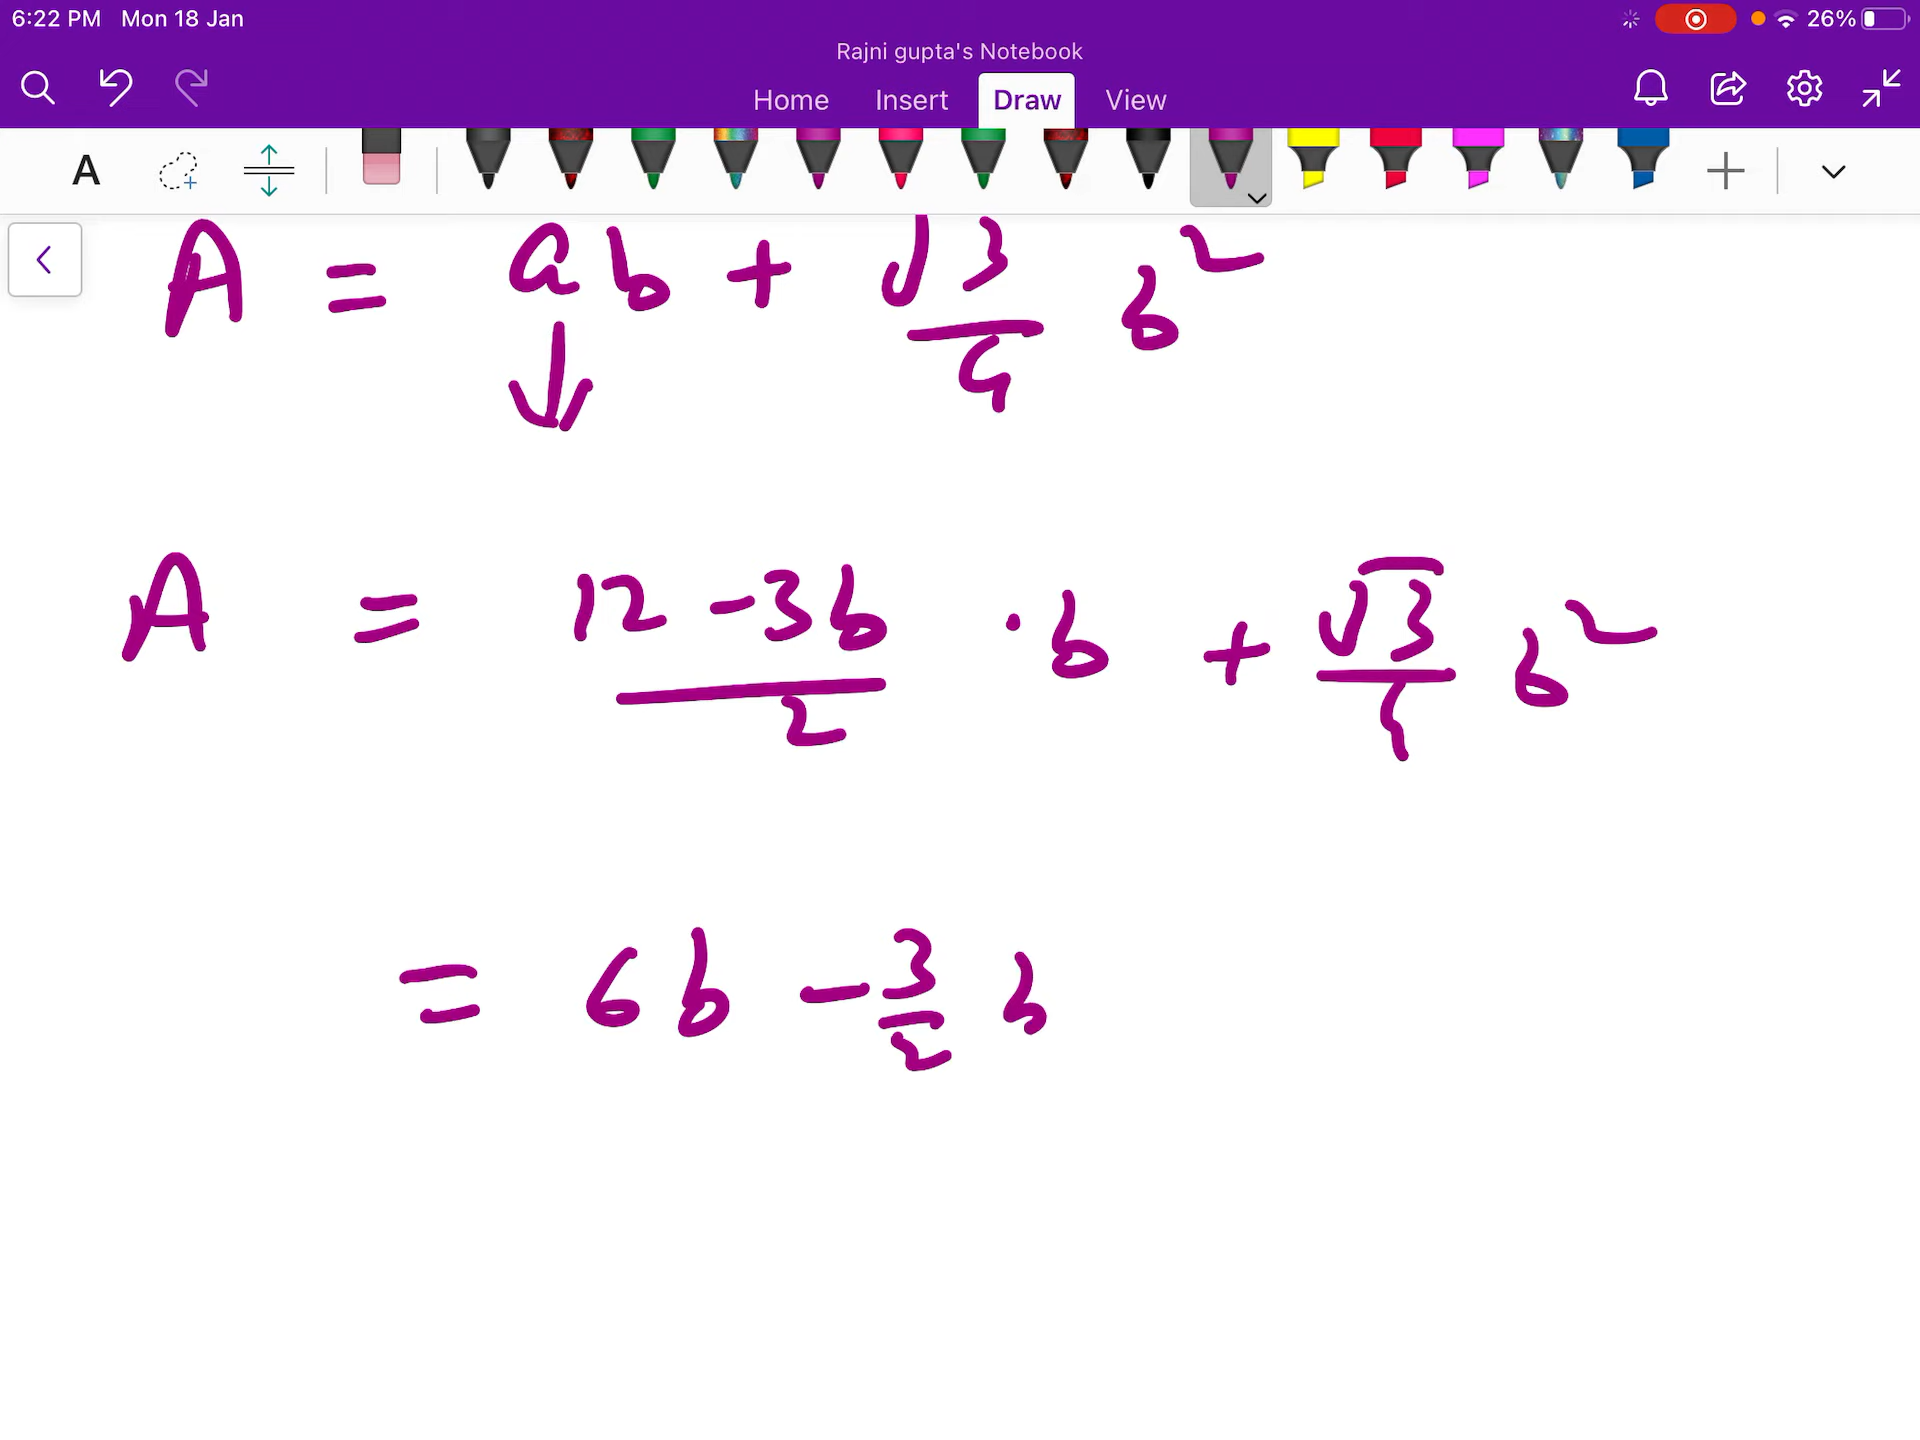 6:22 PM Mon 18 Jan 26%
Rajni gupta's Notebook
Home Insert Draw View
A
A = ab + √3/4 b²
A = 12-3b/2 · b + √3/4 b²
= 6b - 3/2 b